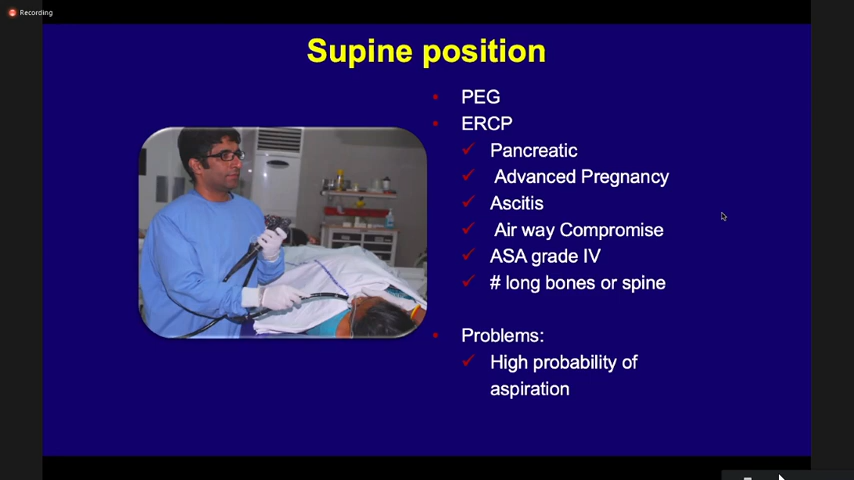 Recording
Supine position
PEG
ERCP
Pancreatic
Advanced Pregnancy
Ascitis
Air way Compromise
ASA grade IV
# long bones or spine
Problems:
High probability of
aspiration